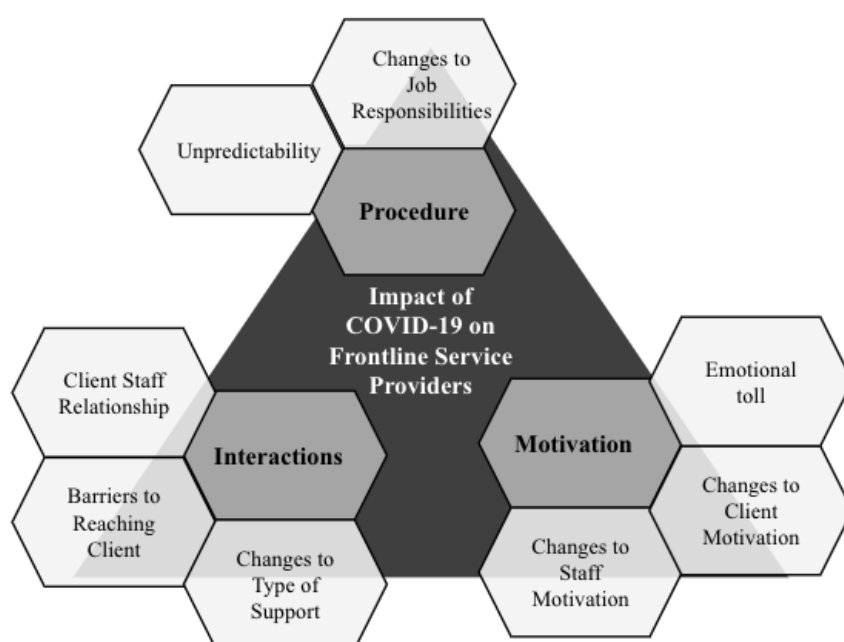 Changes to
Job
Responsibilities
Unpredictability
Procedure
Impact of
COVID-19 on
Frontline Service
Providers
Client Staff
Relationship
Interactions
Barriers to
Reaching
Client
Changes to
Type of
Support
Motivation
Emotional
toll
Changes to
Client
Motivation
Changes to
Staff
Motivation